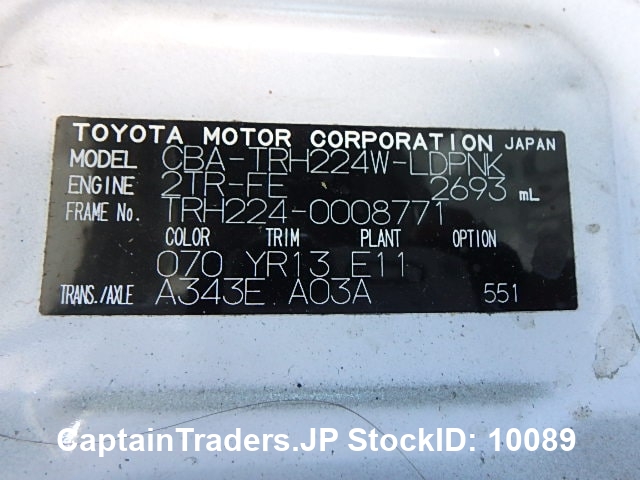 TOYOTA MOTOR CORPORATION JAPAN
MODEL CBA-TRH224W-LDPNK
ENGINE 2TR-FE 2693 mL
FRAME No. TRH224-0008771
COLOR TRIM PLANT OPTION
070 YR13 E11
TRANS./AXLE A343E A03A 551
CaptainTraders.JP StockID: 10089